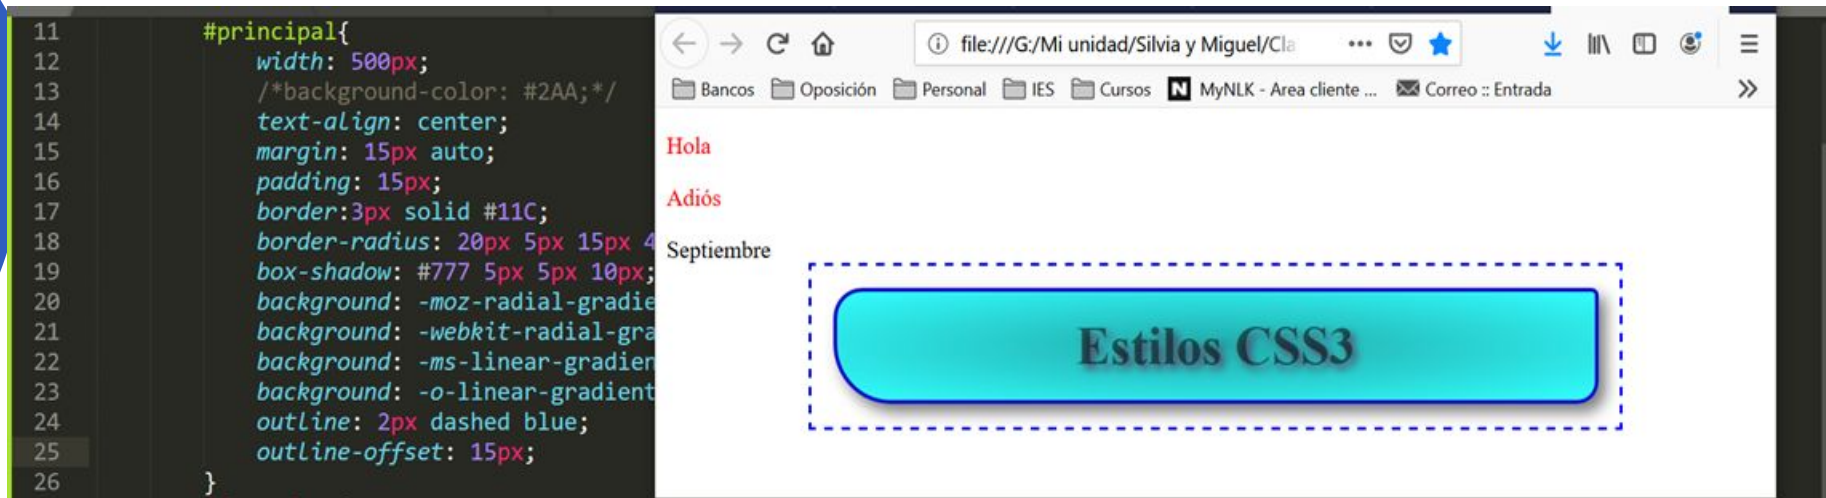 11 #principal{
12 width: 500px;
13 /*background-color: #2AA;*/
14 text-align: center;
15 margin: 15px auto;
16 padding: 15px;
17 border:3px solid #11C;
18 border-radius: 20px 5px 15px 4
19 box-shadow: #777 5px 5px 10px;
20 background: -moz-radial-gradie
21 background: -webkit-radial-gra
22 background: -ms-linear-gradien
23 background: -o-linear-gradient
24 outline: 2px dashed blue;
25 outline-offset: 15px;
26 }
file:///G:/Mi unidad/Silvia y Miguel/Cla
Bancos Oposición Personal IES Cursos N MyNLK - Area cliente ... Correo :: Entrada
Hola
Adiós
Septiembre
Estilos CSS3